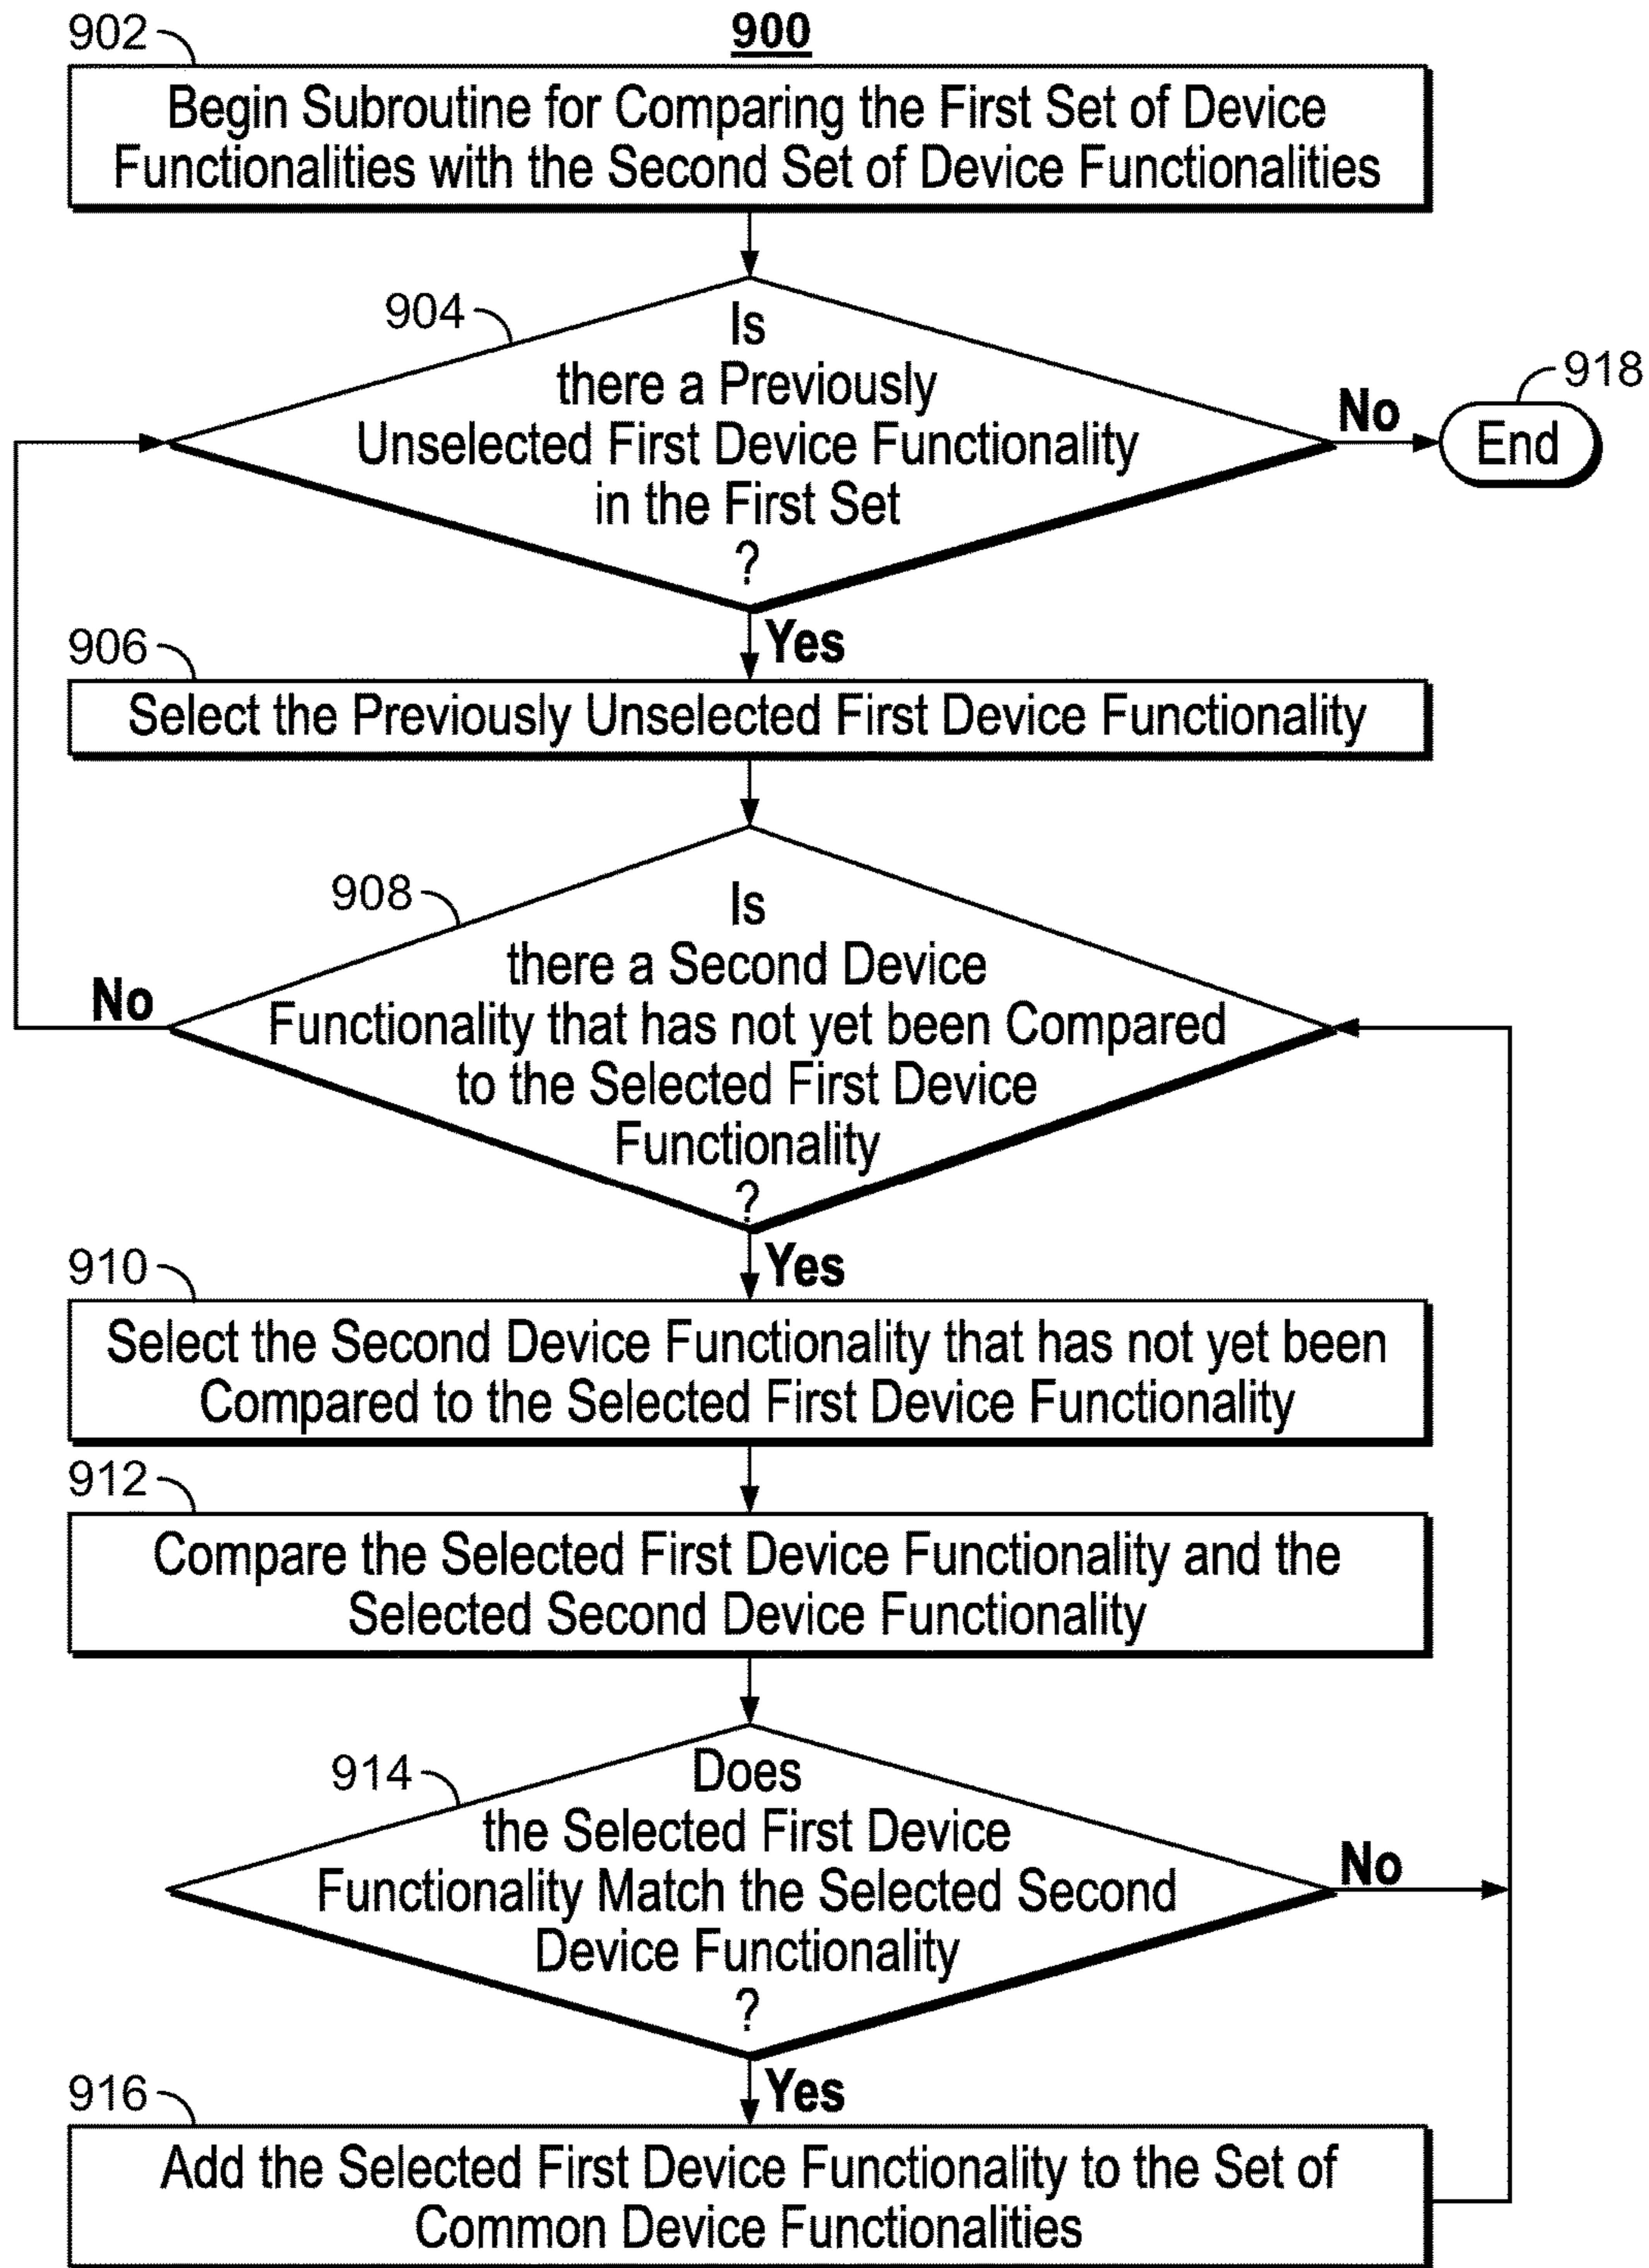 900
902
Begin Subroutine for Comparing the First Set of Device
Functionalities with the Second Set of Device Functionalities
904
Is
there a Previously
Unselected First Device Functionality
in the First Set
?
No
918
End
Yes
906
Select the Previously Unselected First Device Functionality
908
Is
there a Second Device
Functionality that has not yet been Compared
to the Selected First Device
Functionality
?
No
Yes
910
Select the Second Device Functionality that has not yet been
Compared to the Selected First Device Functionality
912
Compare the Selected First Device Functionality and the
Selected Second Device Functionality
914
Does
the Selected First Device
Functionality Match the Selected Second
Device Functionality
?
No
Yes
916
Add the Selected First Device Functionality to the Set of
Common Device Functionalities